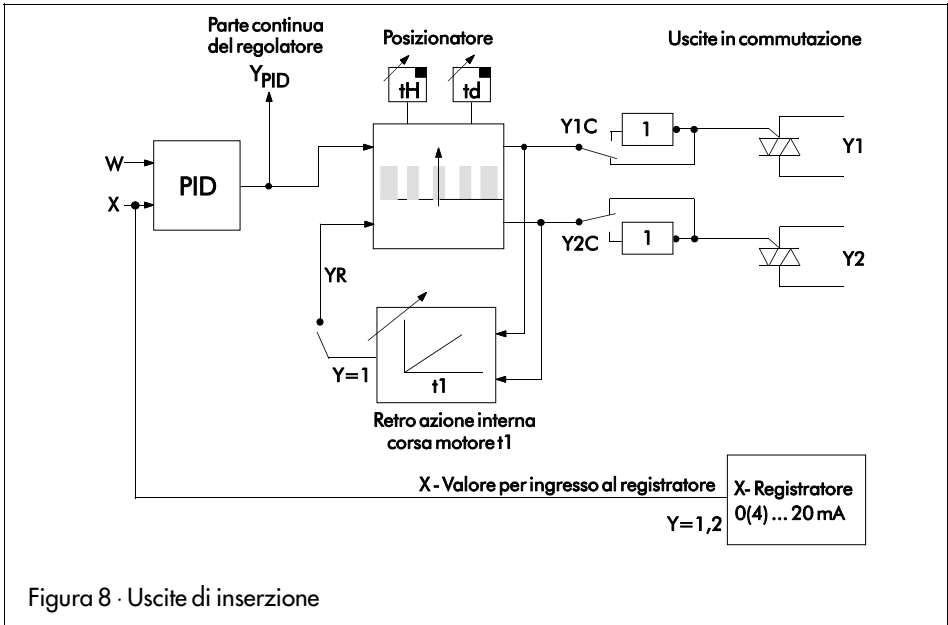 Parte continua
del regolatore
YPID
Posizionatore
Uscite in commutazione
tH
td
Y1C
1
Y1
W
X
PID
Y2C
1
Y2
YR
Y=1
t1
Retro azione interna
corsa motore t1
X - Valore per ingresso al registratore
Y=1,2
X- Registratore
0(4) ... 20 mA
Figura 8 · Uscite di inserzione